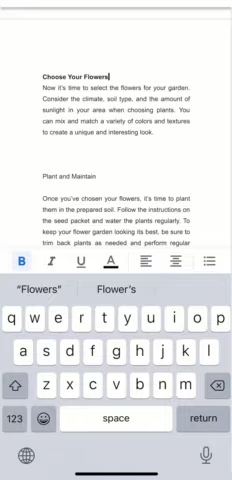 Choose Your Flowers
Now it's time to select the flowers for your garden.
Consider the climate, soil type, and the amount of
sunlight in your area when choosing plants. You
can mix and match a variety of colors and textures
to create a unique and interesting look.
Plant and Maintain
Once you've chosen your flowers, it's time to plant
them in the prepared soil. Follow the instructions on
the seed packet and water the plants regularly. To
keep your flower garden looking its best, be sure to
trim back plants as needed and perform regular
B I U A
"Flowers" Flower's
q w e r t y u i o p
a s d f g h j k l
z x c v b n m
123 space return